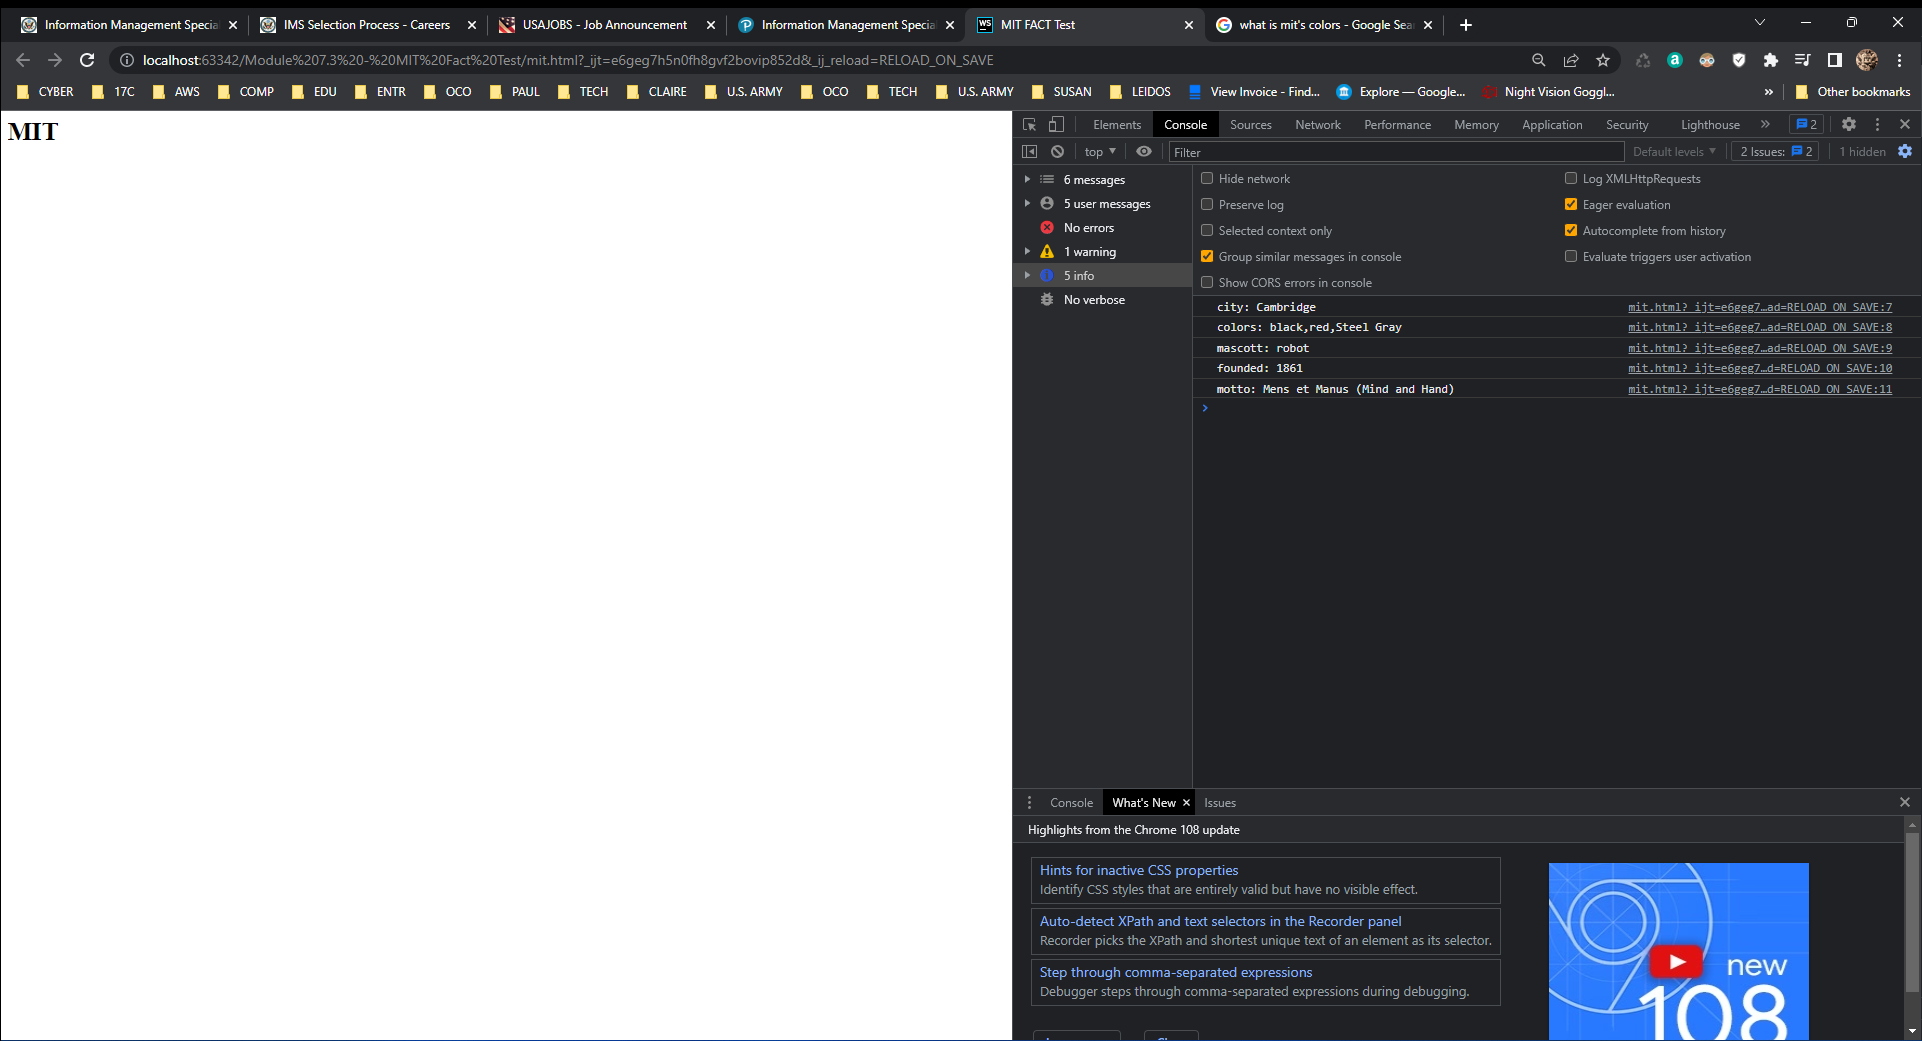 Information Management Specia
IMS Selection Process - Careers
USAJOBS - Job Announcement
Information Management Specia
WS
MIT FACT Test
what is mit's colors - Google Sea
localhost:63342/Module%207.3%20-%20MIT%20Fact%20Test/mit.html?_ijt=e6geg7h5n0fh8gvf2bovip852d&_ij_reload=RELOAD_ON_SAVE
CYBER 17C AWS COMP EDU ENTR OCO PAUL TECH CLAIRE U.S. ARMY OCO TECH U.S. ARMY SUSAN LEIDOS View Invoice - Find... Explore — Google... Night Vision Goggl... » Other bookmarks
MIT
Elements Console Sources Network Performance Memory Application Security Lighthouse » 2
top Filter Default levels 2 Issues: 2 1 hidden
6 messages
5 user messages
No errors
1 warning
5 info
No verbose
Hide network
Log XMLHttpRequests
Preserve log
Eager evaluation
Selected context only
Autocomplete from history
Group similar messages in console
Evaluate triggers user activation
Show CORS errors in console
city: Cambridge mit.html?_ijt=e6geg7…ad=RELOAD_ON_SAVE:7
colors: black,red,Steel Gray mit.html?_ijt=e6geg7…ad=RELOAD_ON_SAVE:8
mascott: robot mit.html?_ijt=e6geg7…ad=RELOAD_ON_SAVE:9
founded: 1861 mit.html?_ijt=e6geg7…d=RELOAD_ON_SAVE:10
motto: Mens et Manus (Mind and Hand) mit.html?_ijt=e6geg7…d=RELOAD_ON_SAVE:11
Console What's New Issues
Highlights from the Chrome 108 update
Hints for inactive CSS properties
Identify CSS styles that are entirely valid but have no visible effect.
Auto-detect XPath and text selectors in the Recorder panel
Recorder picks the XPath and shortest unique text of an element as its selector.
Step through comma-separated expressions
Debugger steps through comma-separated expressions during debugging.
new
108